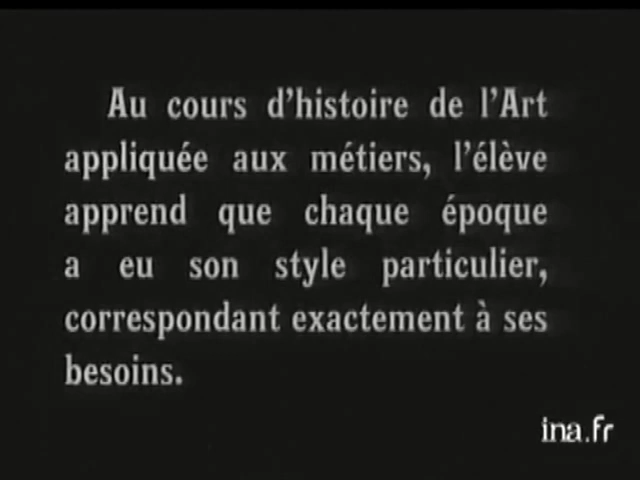 Au cours d'histoire de l'Art
appliquée aux métiers, l'élève
apprend que chaque époque
a eu son style particulier,
correspondant exactement à ses
besoins.
ina.fr